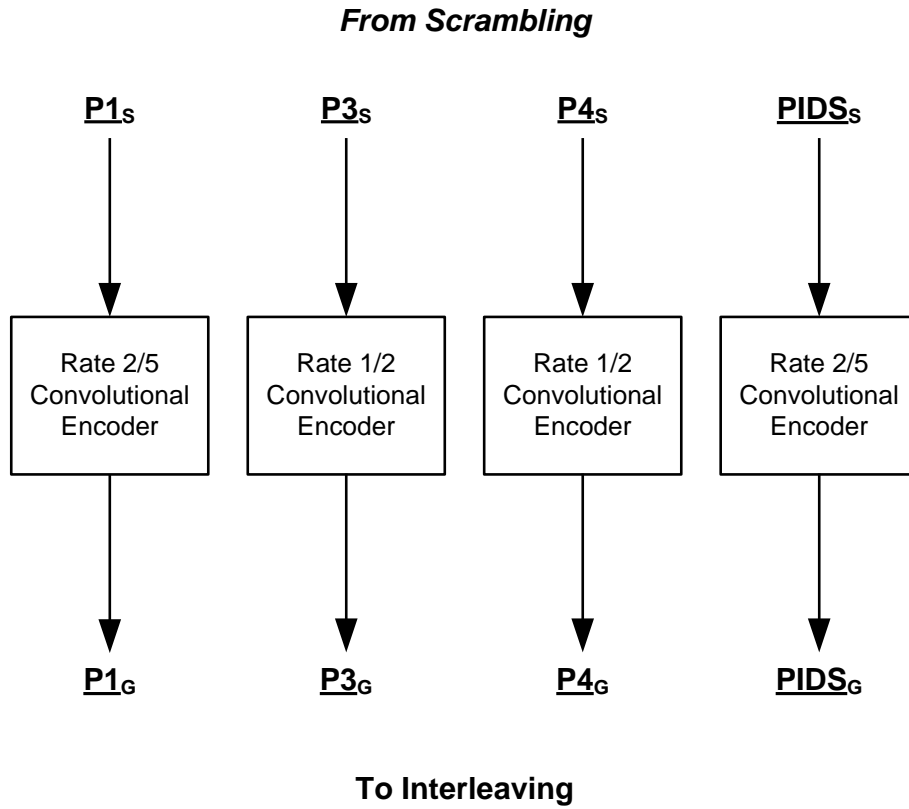 From Scrambling
P1S P3S P4S PIDSS
Rate 2/5 Convolutional Encoder
Rate 1/2 Convolutional Encoder
Rate 1/2 Convolutional Encoder
Rate 2/5 Convolutional Encoder
P1G P3G P4G PIDSG
To Interleaving